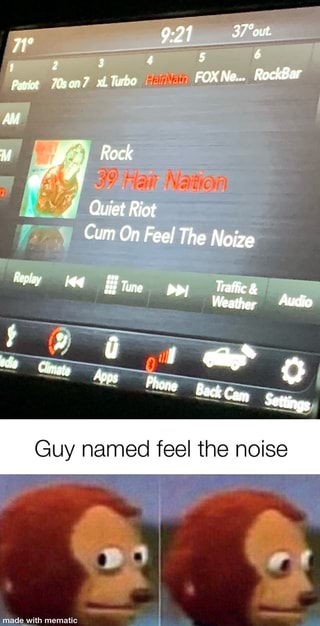 71°
9:21
37°out.
1 2 3 4 5 6
Patriot 70s on 7 xL Turbo HairNatn FOX Ne... RockBar
AM
FM
Rock
39 Hair Nation
Quiet Riot
Cum On Feel The Noize
Replay Tune Traffic & Weather Audio
Climate Apps Phone Back Cam Settings
Guy named feel the noise
made with mematic